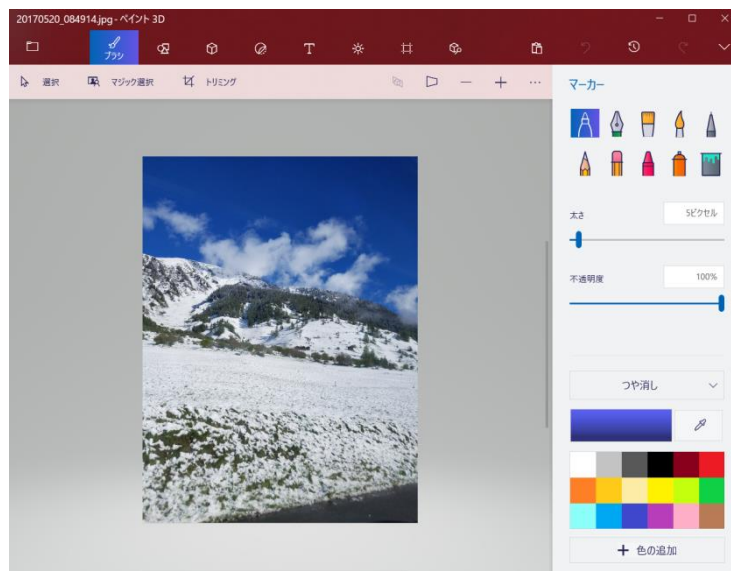 20170520_084914.jpg - ペイント 3D
ブラシ
選択
マジック選択
トリミング
マーカー
太さ
5ピクセル
不透明度
100%
つや消し
色の追加